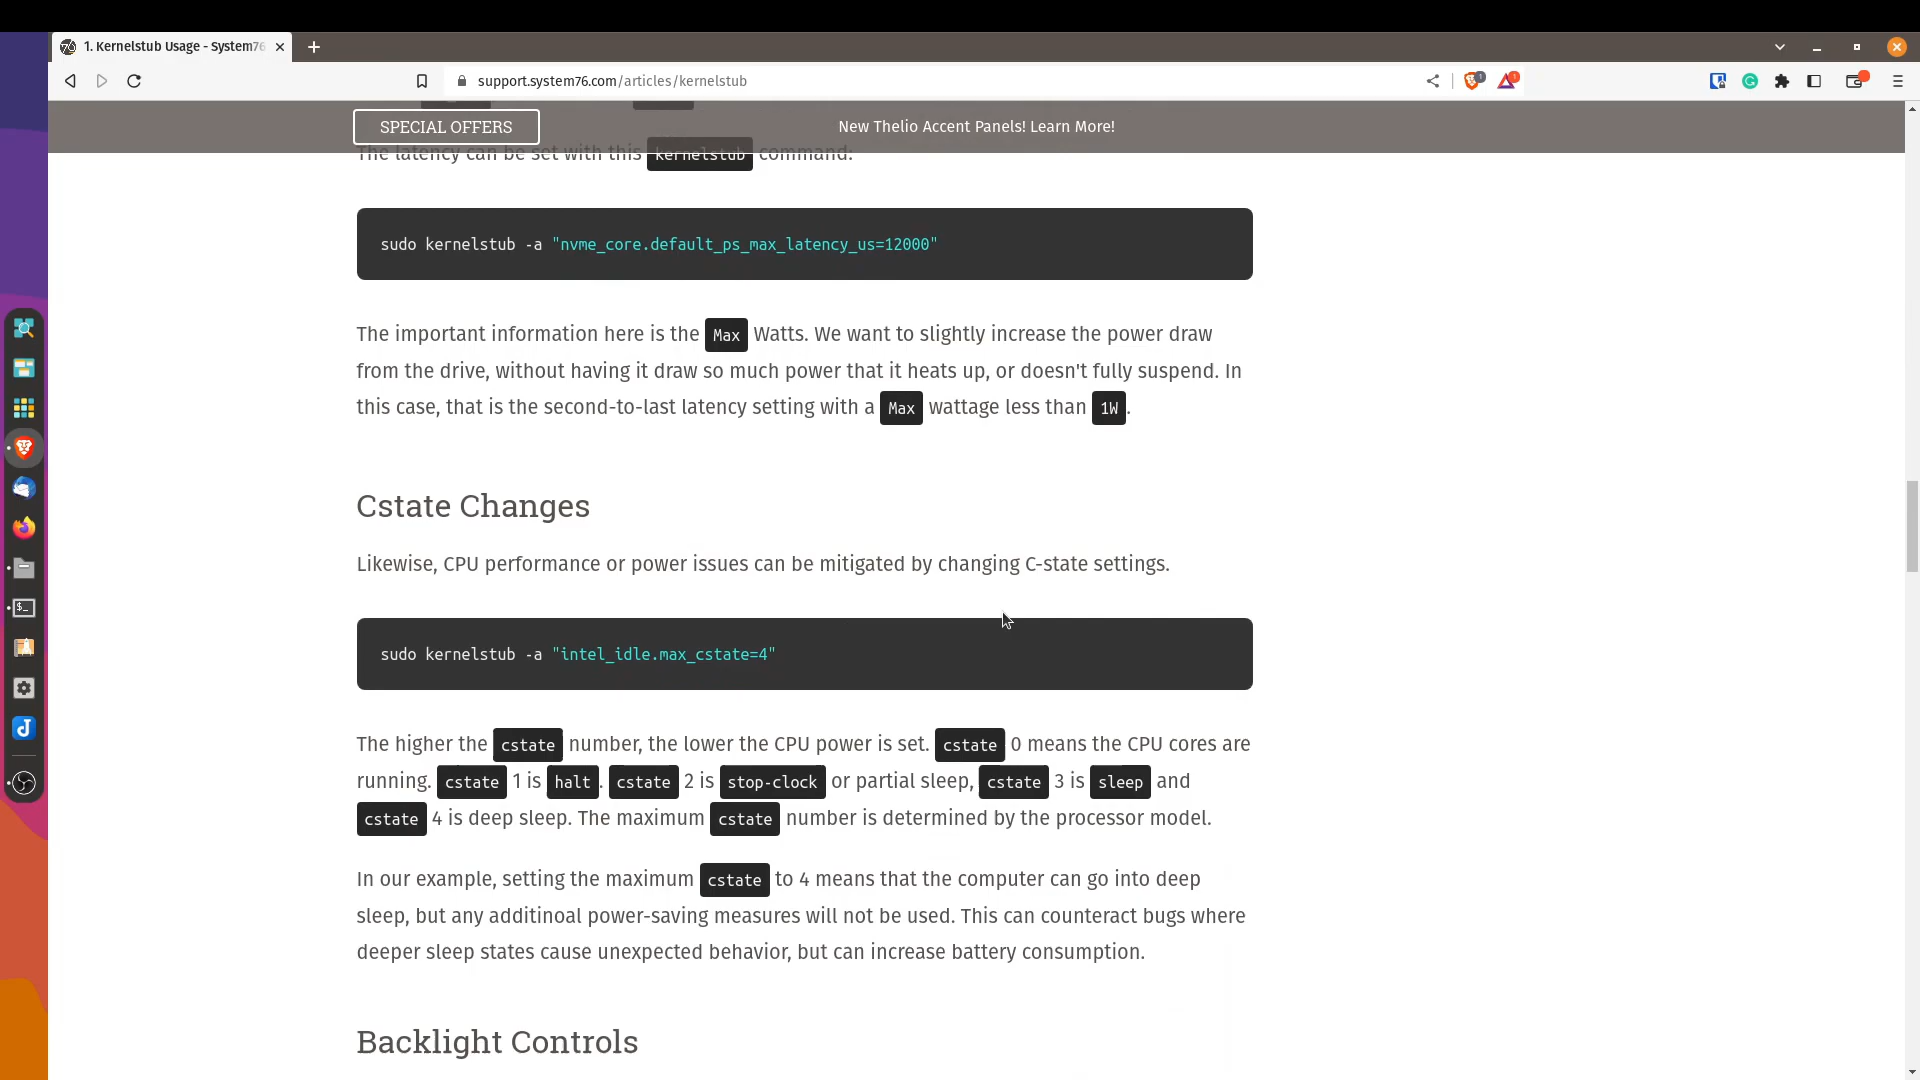 1. Kernelstub Usage - System76
support.system76.com/articles/kernelstub
SPECIAL OFFERS
New Thelio Accent Panels! Learn More!
The latency can be set with this kernelstub command:
sudo kernelstub -a "nvme_core.default_ps_max_latency_us=12000"
The important information here is the Max Watts. We want to slightly increase the power draw
from the drive, without having it draw so much power that it heats up, or doesn't fully suspend. In
this case, that is the second-to-last latency setting with a Max wattage less than 1W.
Cstate Changes
Likewise, CPU performance or power issues can be mitigated by changing C-state settings.
sudo kernelstub -a "intel_idle.max_cstate=4"
The higher the cstate number, the lower the CPU power is set. cstate 0 means the CPU cores are
running. cstate 1 is halt. cstate 2 is stop-clock or partial sleep, cstate 3 is sleep and
cstate 4 is deep sleep. The maximum cstate number is determined by the processor model.
In our example, setting the maximum cstate to 4 means that the computer can go into deep
sleep, but any additinoal power-saving measures will not be used. This can counteract bugs where
deeper sleep states cause unexpected behavior, but can increase battery consumption.
Backlight Controls